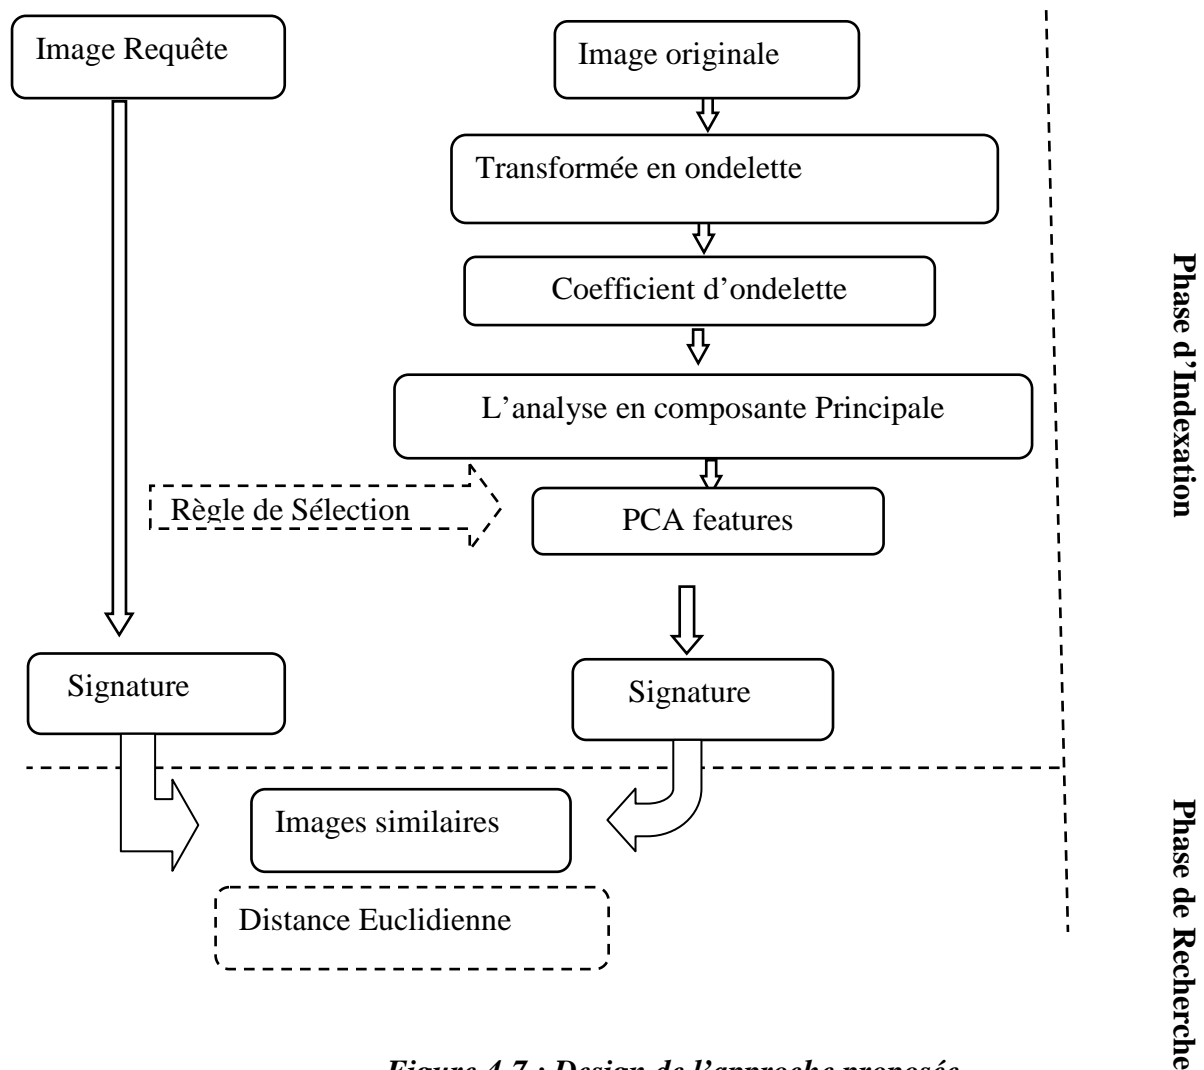 Image Requête
Image originale
Transformée en ondelette
Coefficient d’ondelette
L’analyse en composante Principale
Règle de Sélection
PCA features
Signature
Signature
Images similaires
Distance Euclidienne
Phase d’Indexation
Phase de Recherche
Figure 4.7 : Design de l’approche proposée